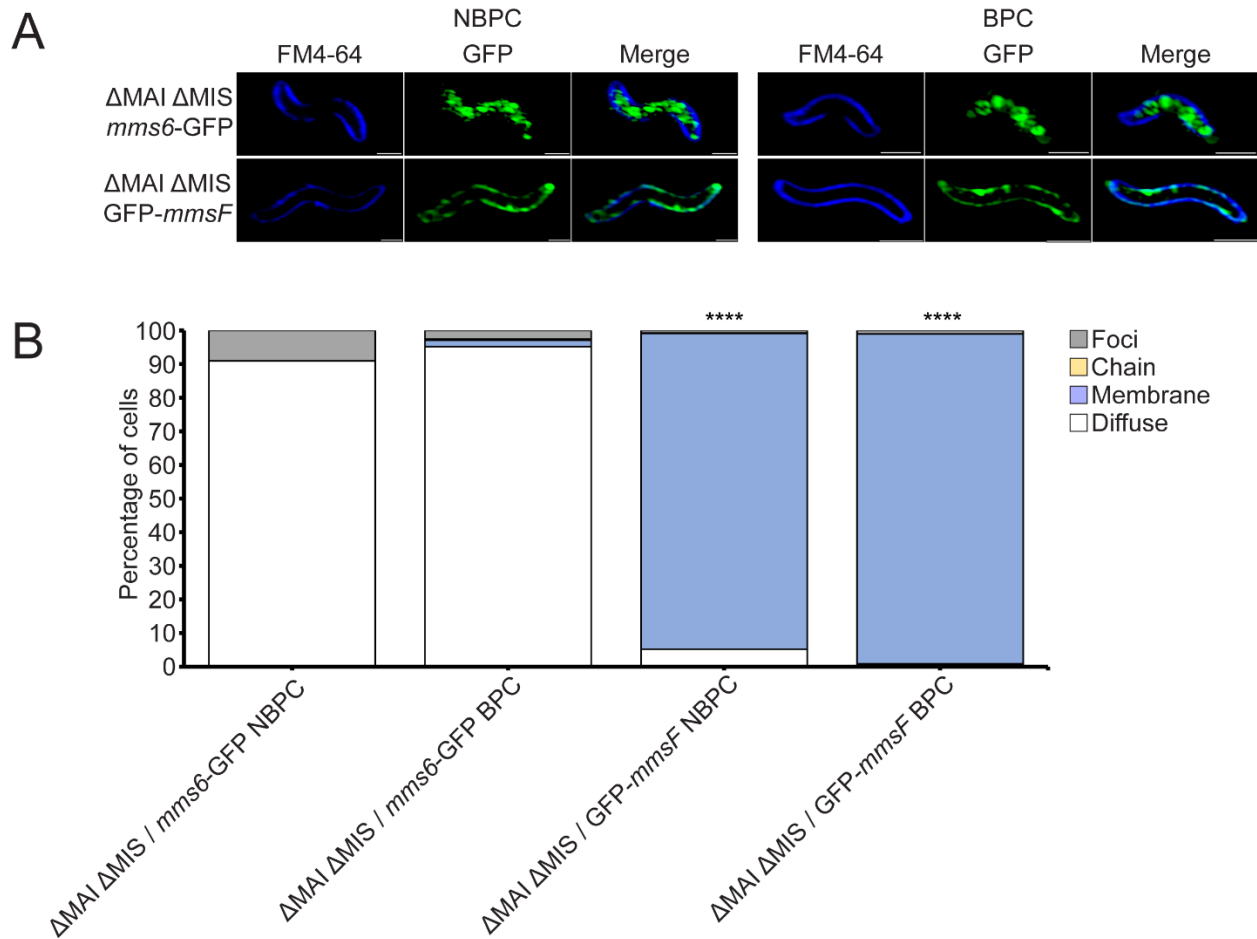 A
NBPC
BPC
FM4-64 GFP Merge FM4-64 GFP Merge
ΔMAI ΔMIS
mms6-GFP
ΔMAI ΔMIS
GFP-mmsF
B
**** ****
Percentage of cells
100
90
80
70
60
50
40
30
20
10
0
Foci
Chain
Membrane
Diffuse
ΔMAI ΔMIS / mms6-GFP NBPC
ΔMAI ΔMIS / mms6-GFP BPC
ΔMAI ΔMIS / GFP-mmsF NBPC
ΔMAI ΔMIS / GFP-mmsF BPC